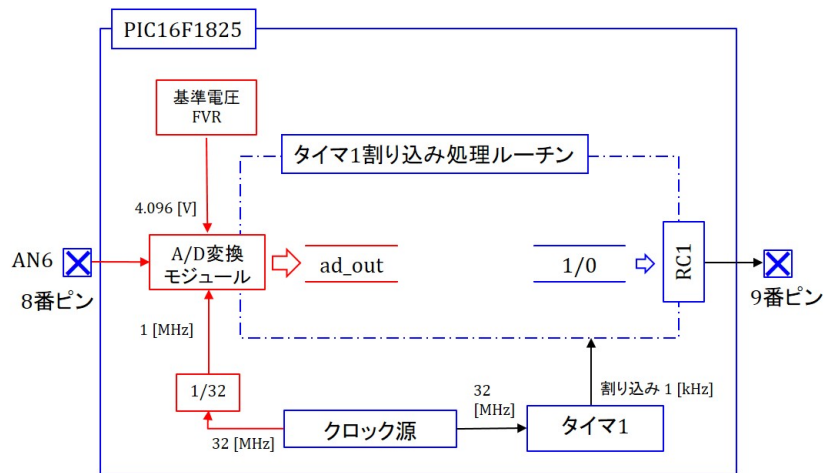 PIC16F1825
基準電圧
FVR
タイマ1割り込み処理ルーチン
4.096 [V]
AN6
8番ピン
A/D変換
モジュール
ad_out
1/0
RC1
9番ピン
1 [MHz]
1/32
32 [MHz]
クロック源
32
[MHz]
タイマ1
割り込み 1 [kHz]